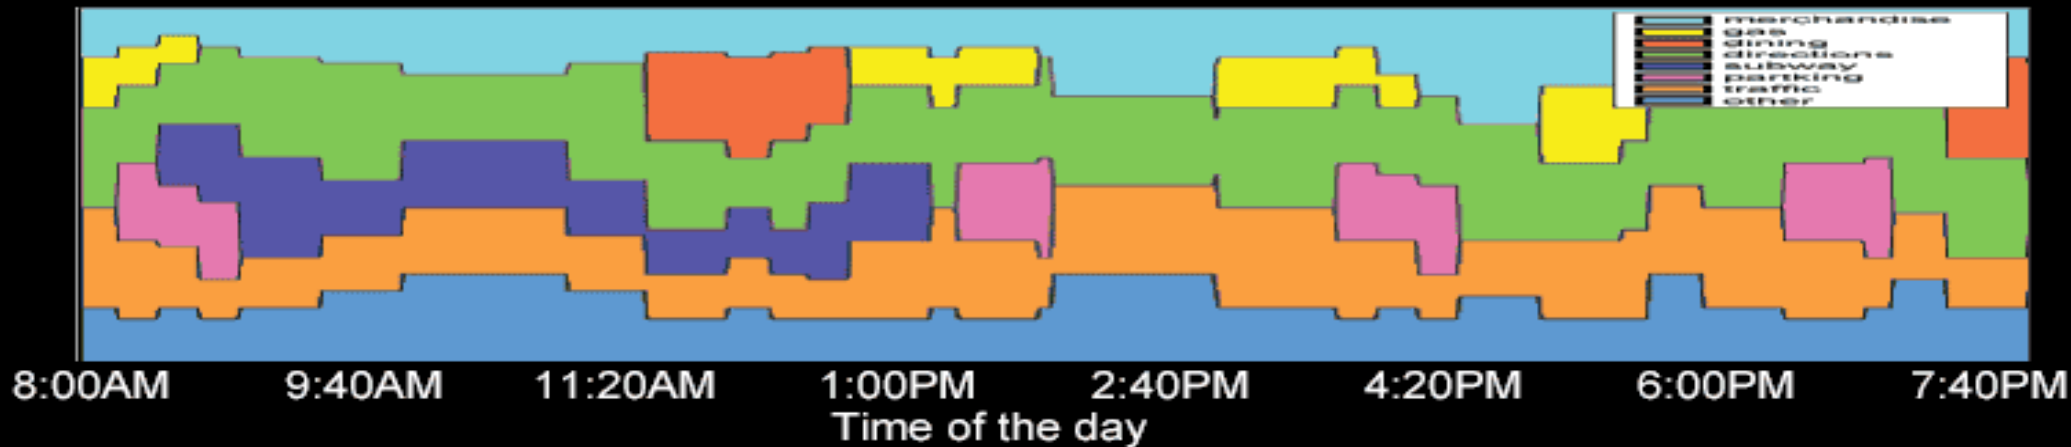 merchandise
gas
dining
directions
subway
partking
traffic
other
8:00AM 9:40AM 11:20AM 1:00PM 2:40PM 4:20PM 6:00PM 7:40PM
Time of the day